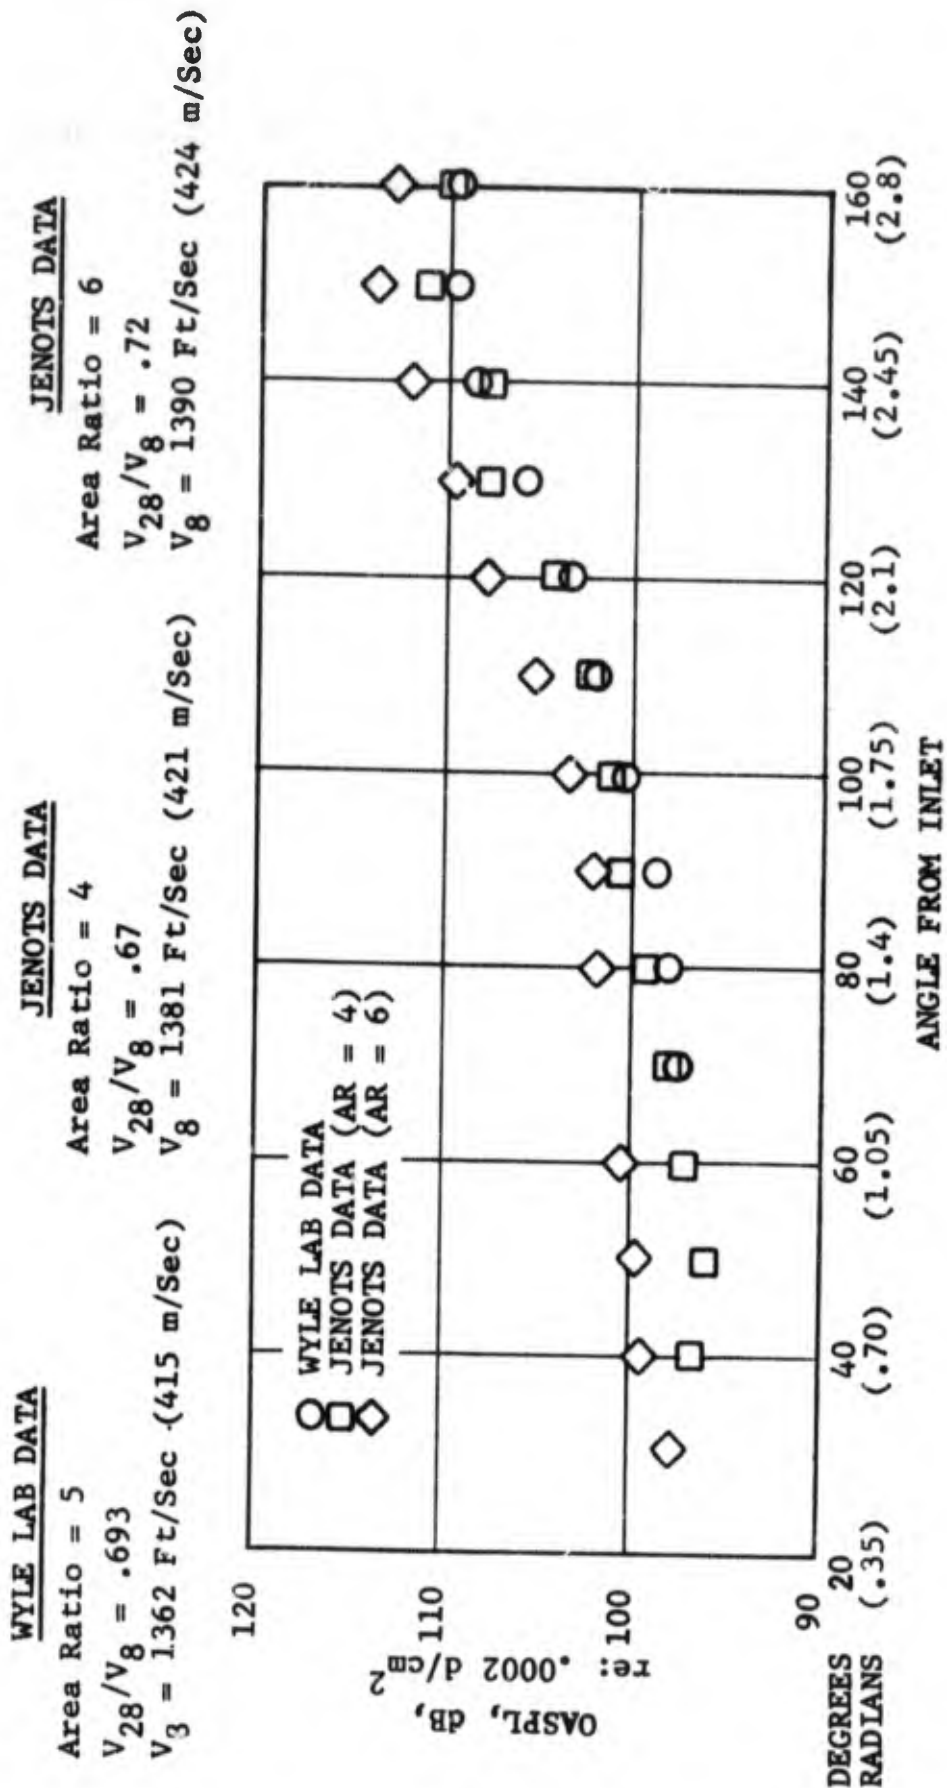 WYLE LAB DATA
Area Ratio = 5
V28/V8 = .693
V3 = 1362 Ft/Sec (415 m/Sec)
JENOTS DATA
Area Ratio = 4
V28/V8 = .67
V8 = 1381 Ft/Sec (421 m/Sec)
JENOTS DATA
Area Ratio = 6
V28/V8 = .72
V8 = 1390 Ft/Sec (424 m/Sec)
WYLE LAB DATA
JENOTS DATA (AR = 4)
JENOTS DATA (AR = 6)
OASPL, dB,
re: .0002 d/cm2
120
110
100
90
DEGREES 20 40 60 80 100 120 140 160
RADIANS (.35) (.70) (1.05) (1.4) (1.75) (2.1) (2.45) (2.8)
ANGLE FROM INLET